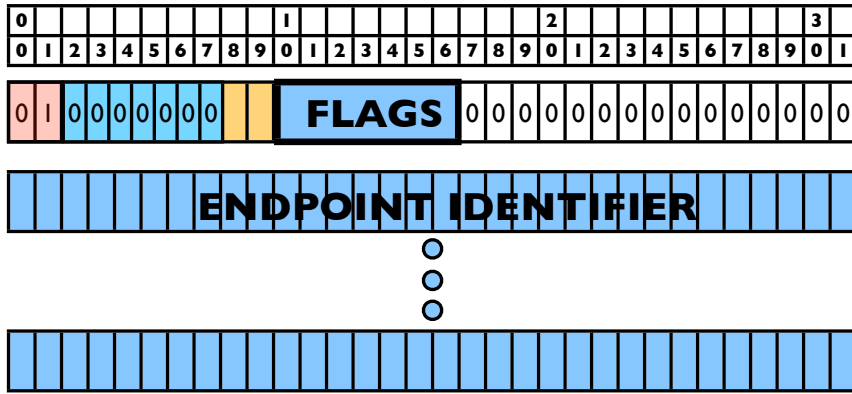 0 1 2 3
0 1 2 3 4 5 6 7 8 9 0 1 2 3 4 5 6 7 8 9 0 1 2 3 4 5 6 7 8 9 0 1
0 1 0 0 0 0 0 0 FLAGS 0 0 0 0 0 0 0 0 0 0 0 0 0 0 0
ENDPOINT IDENTIFIER